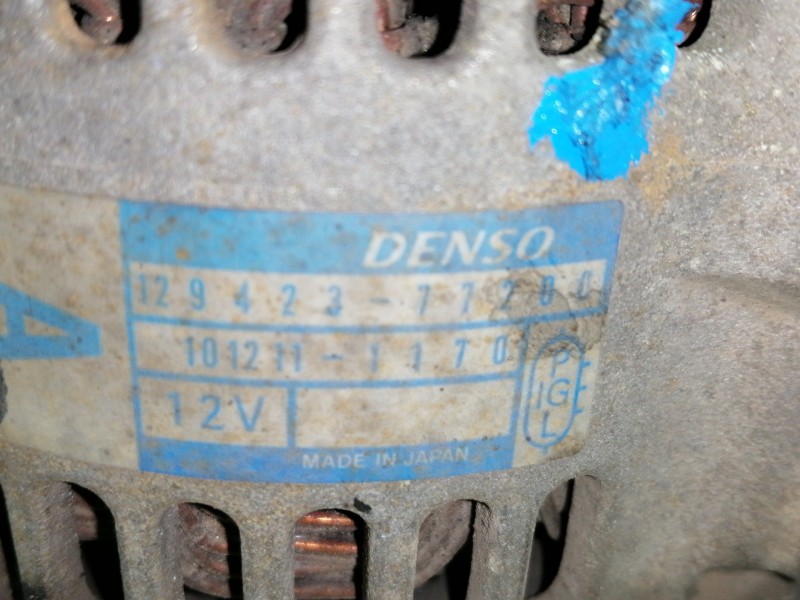 DENSO
129423-77200
101211-1170
12V
P
IG
L
MADE IN JAPAN
A